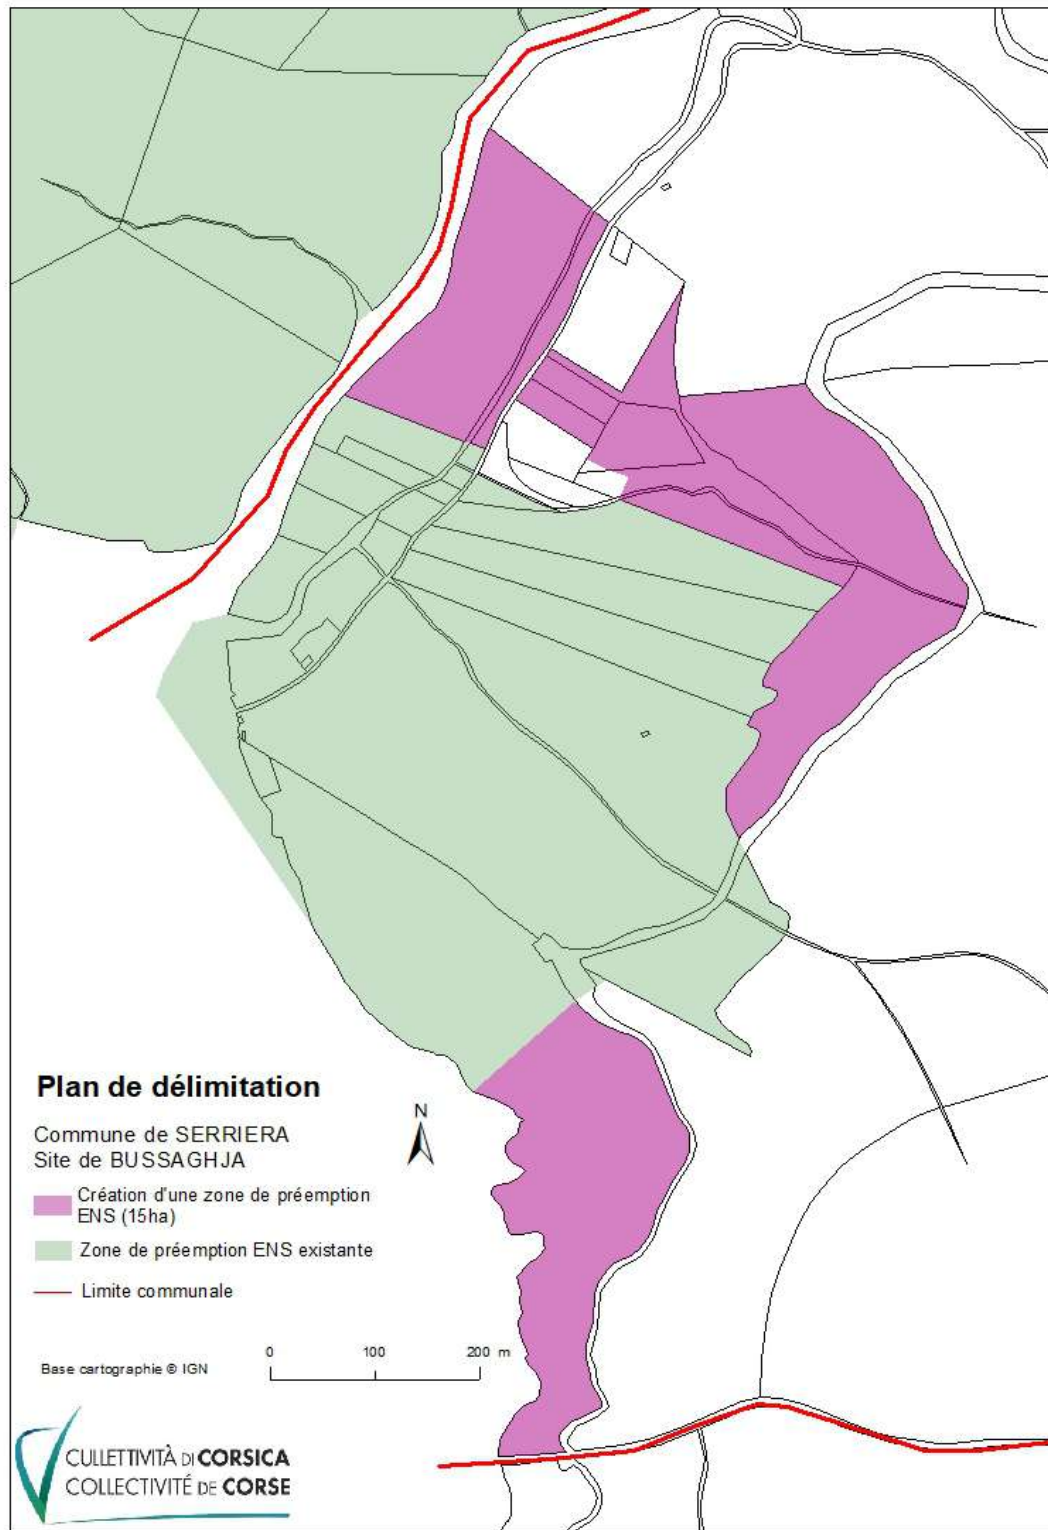 Plan de délimitation
N
Commune de SERRIERA
Site de BUSSAGHJA
Création d'une zone de préemption
ENS (15ha)
Zone de préemption ENS existante
Limite communale
0 100 200 m
Base cartographie © IGN
CULLETTIVITÀ DI CORSICA
COLLECTIVITÉ DE CORSE